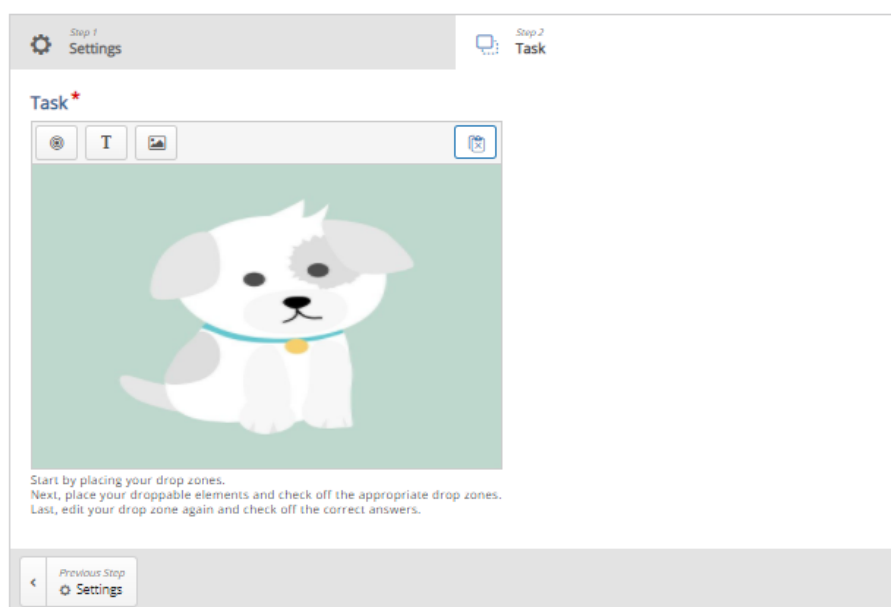 Step 1
Settings
Step 2
Task
Task*
T
Start by placing your drop zones.
Next, place your droppable elements and check off the appropriate drop zones.
Last, edit your drop zone again and check off the correct answers.
Previous Step
Settings